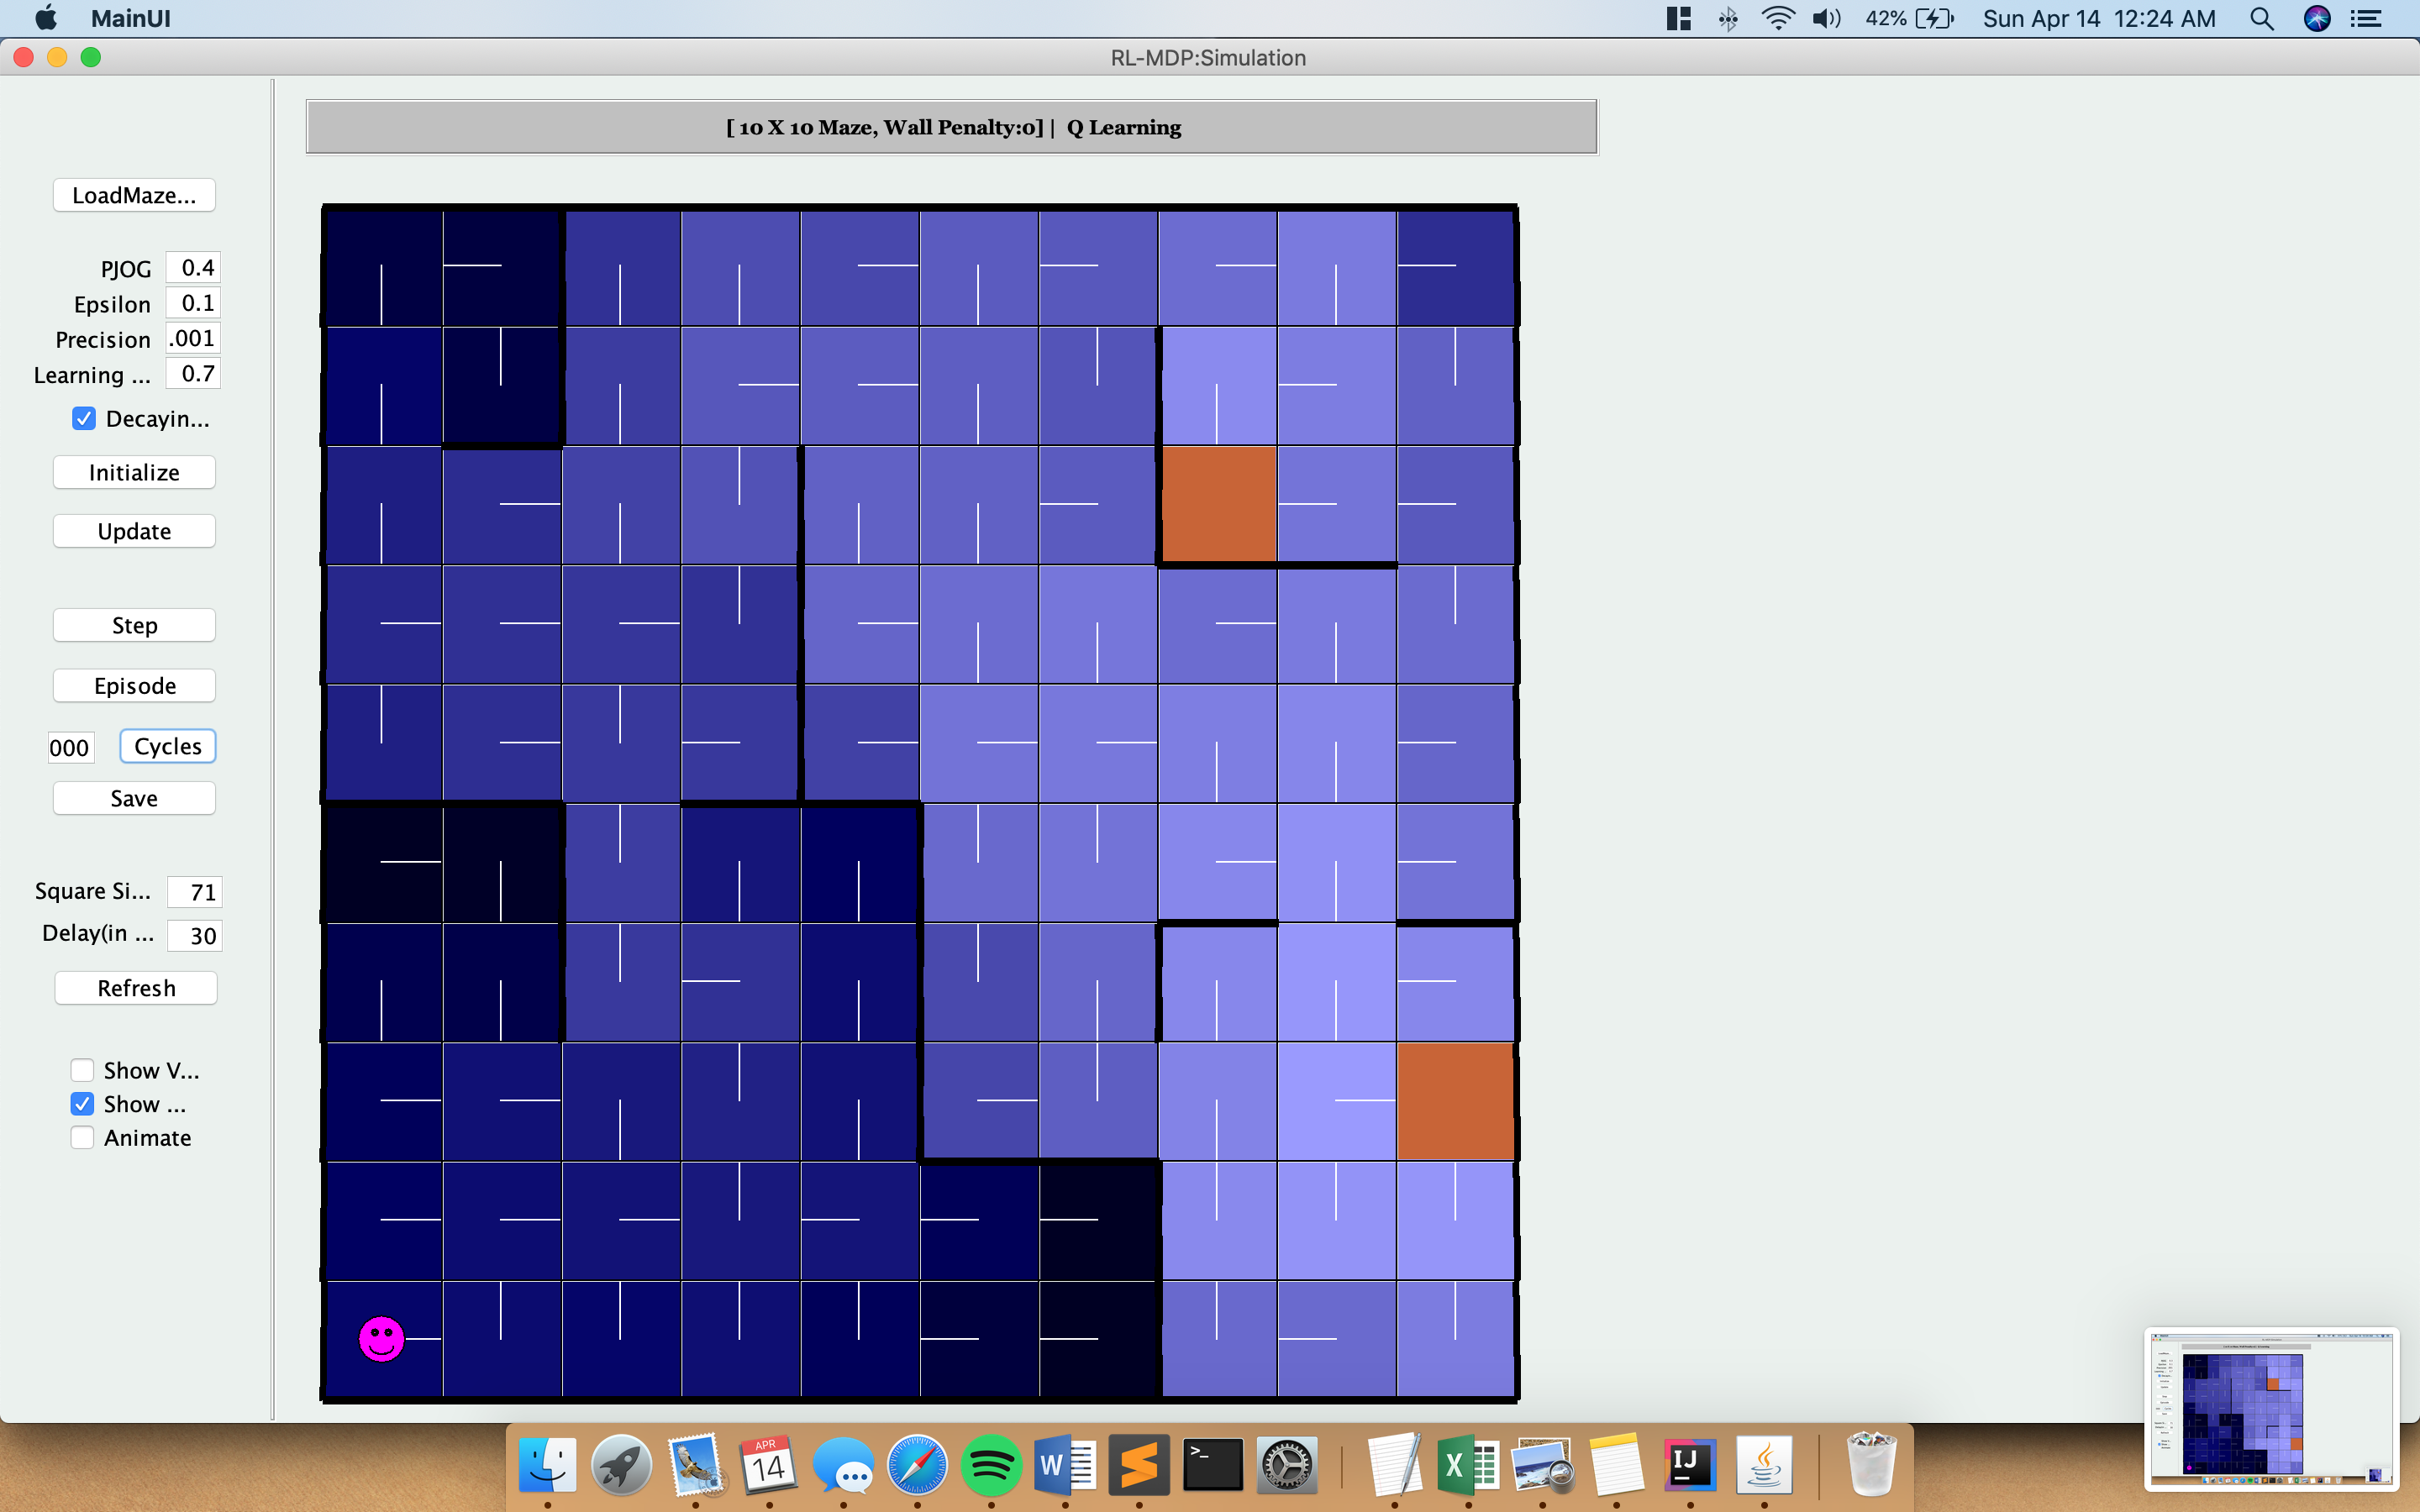 MainUI
42%
Sun Apr 14 12:24 AM
RL-MDP:Simulation
[ 10 X 10 Maze, Wall Penalty:0] | Q Learning
LoadMaze...
PJOG 0.4
Epsilon 0.1
Precision .001
Learning ... 0.7
Decayin...
Initialize
Update
Step
Episode
000 Cycles
Save
Square Si... 71
Delay(in ... 30
Refresh
Show V...
Show ...
Animate
APR
14
W
>_
X
IJ